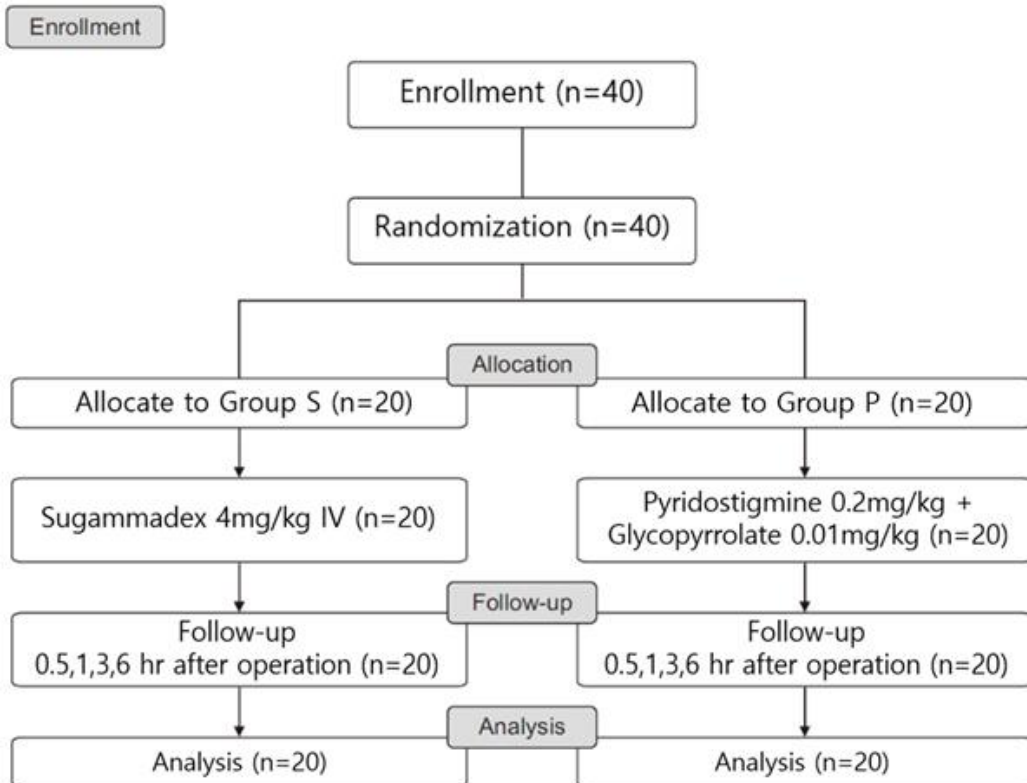 Enrollment
Enrollment (n=40)
Randomization (n=40)
Allocation
Allocate to Group S (n=20)
Allocate to Group P (n=20)
Sugammadex 4mg/kg IV (n=20)
Pyridostigmine 0.2mg/kg +
Glycopyrrolate 0.01mg/kg (n=20)
Follow-up
Follow-up
0.5,1,3,6 hr after operation (n=20)
Follow-up
0.5,1,3,6 hr after operation (n=20)
Analysis
Analysis (n=20)
Analysis (n=20)